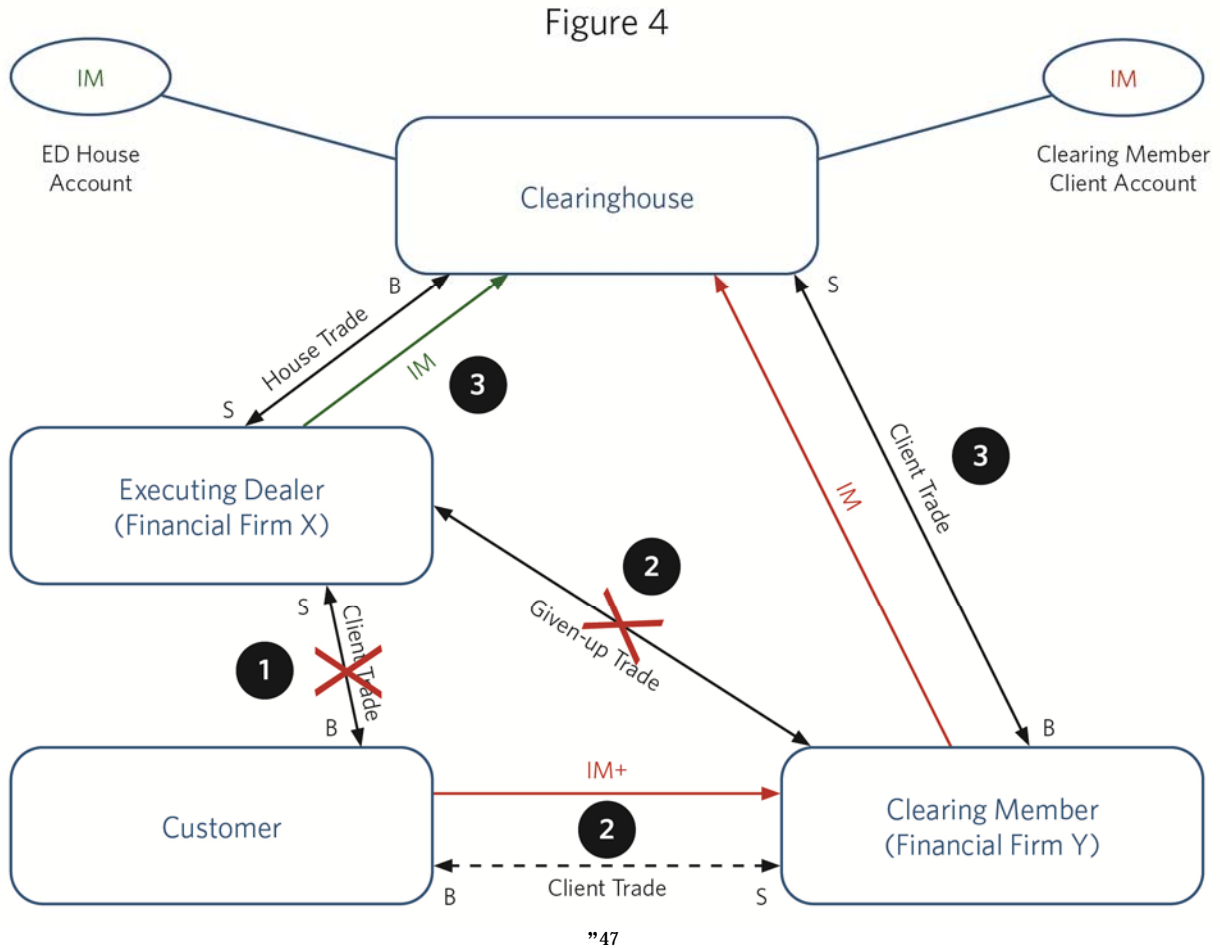 Figure 4
IM
IM
ED House
Account
Clearing Member
Client Account
Clearinghouse
B
S
House Trade
IM
3
S
Client Trade
3
IM
Executing Dealer
(Financial Firm X)
2
Given-up Trade
S
Client Trade
1
B
B
IM+
Customer
2
Clearing Member
(Financial Firm Y)
Client Trade
B
S
”47